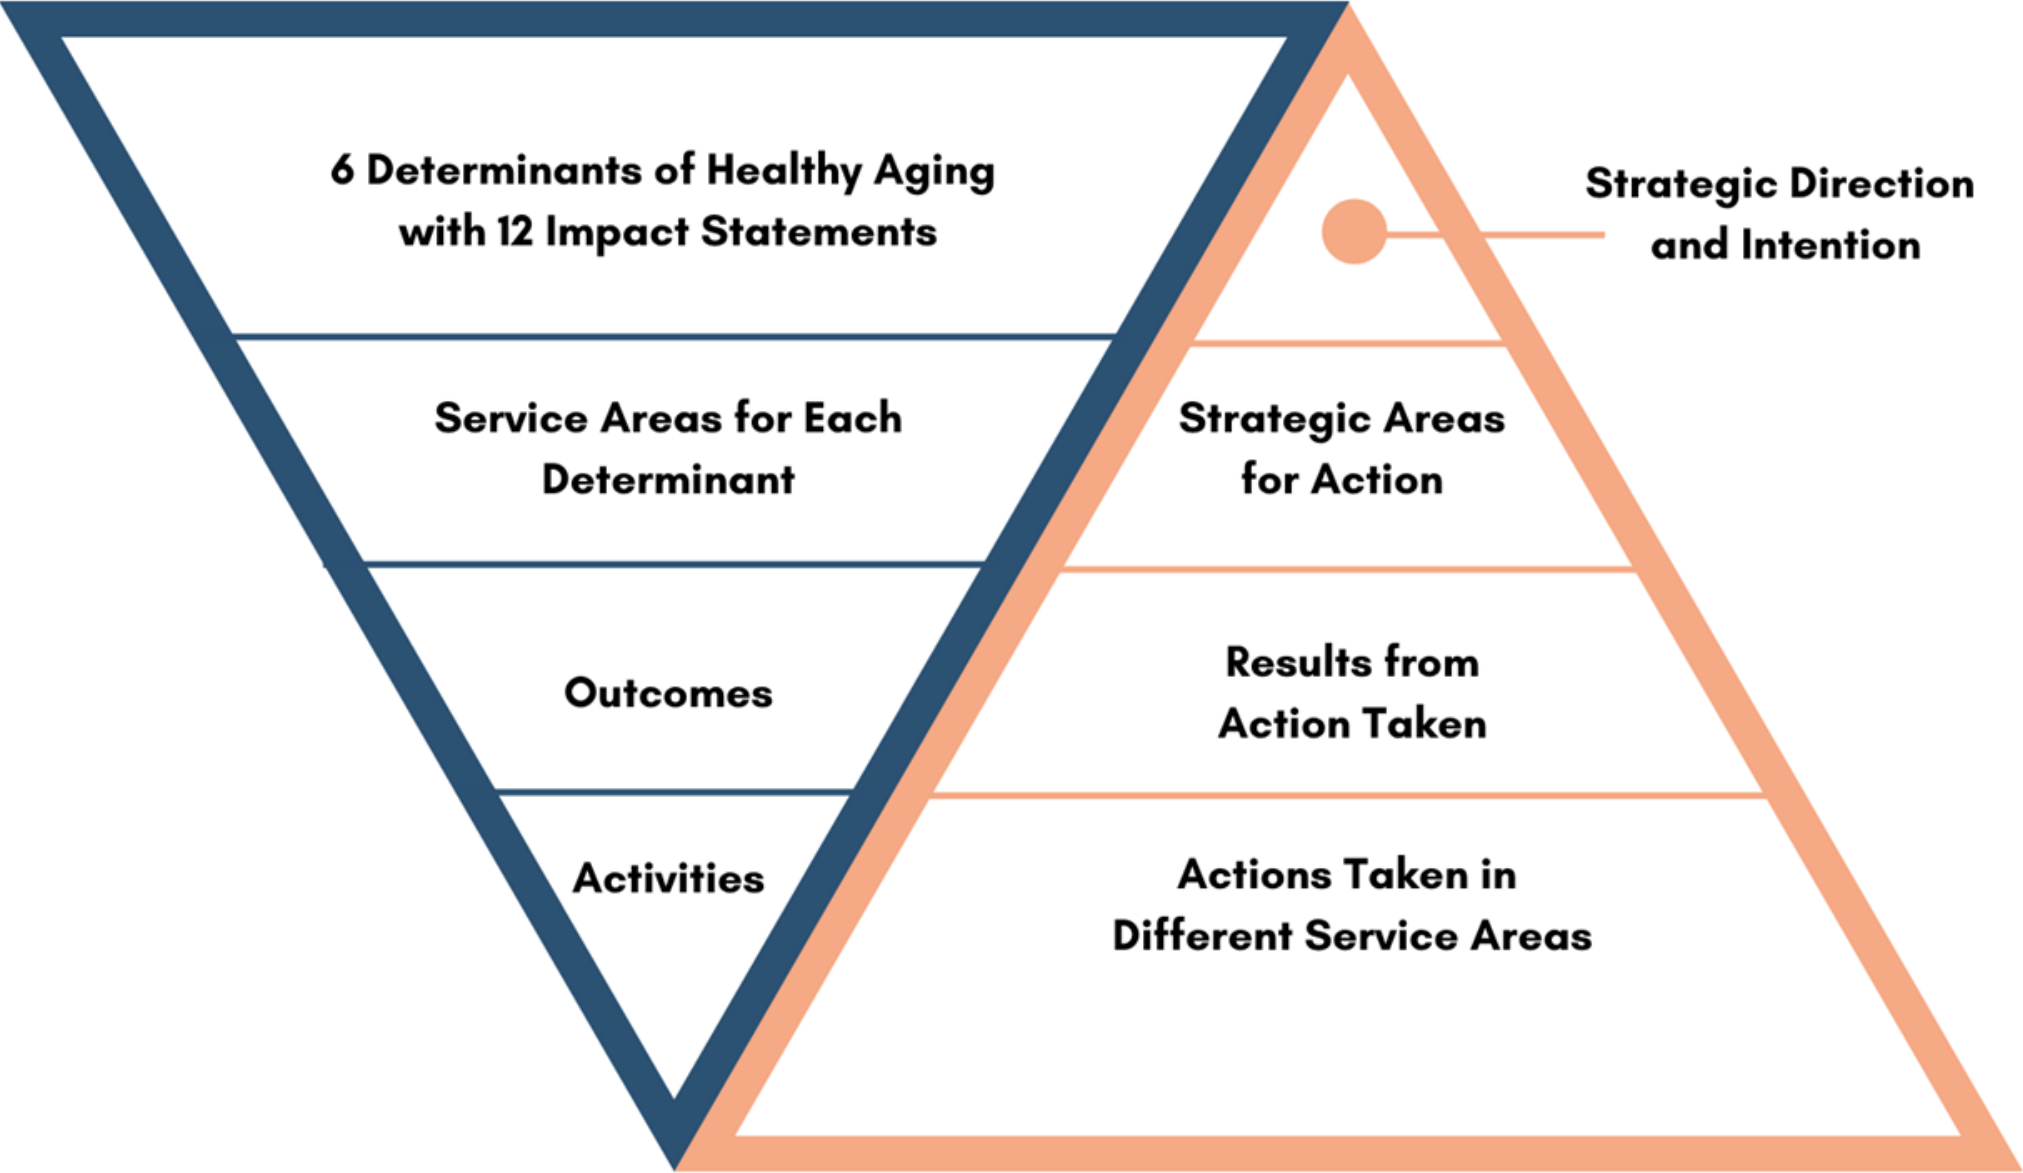 6 Determinants of Healthy Aging
with 12 Impact Statements
Strategic Direction
and Intention
Service Areas for Each
Determinant
Strategic Areas
for Action
Outcomes
Results from
Action Taken
Activities
Actions Taken in
Different Service Areas